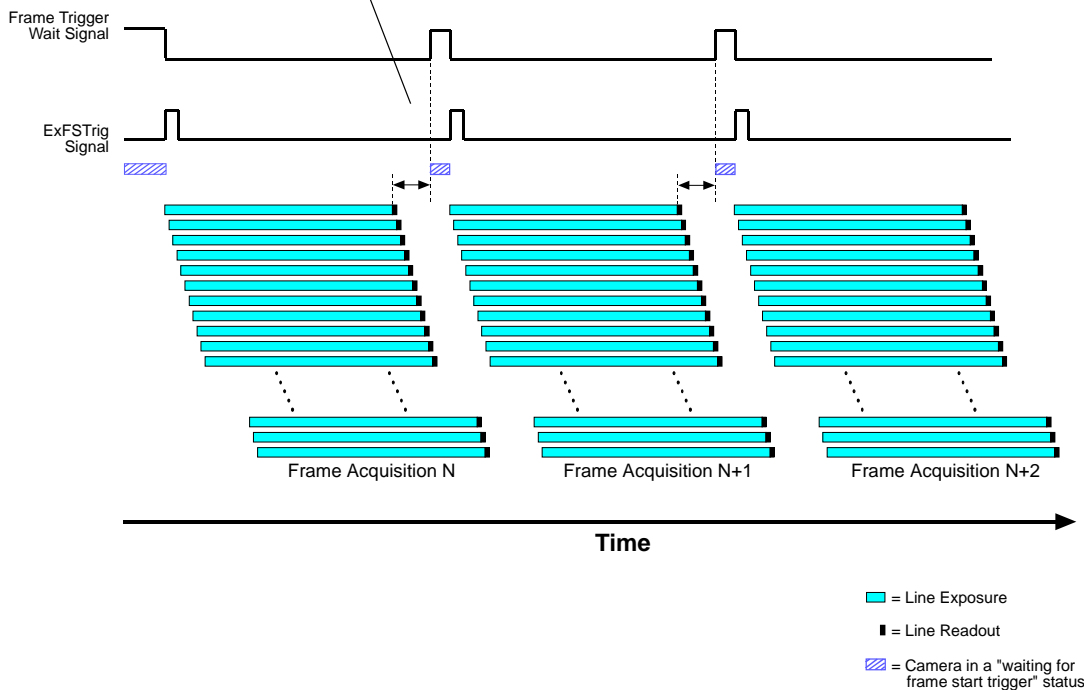 Frame Trigger
Wait Signal
ExFSTrig
Signal
Frame Acquisition N
Frame Acquisition N+1
Frame Acquisition N+2
Time
= Line Exposure
= Line Readout
= Camera in a "waiting for
frame start trigger" status